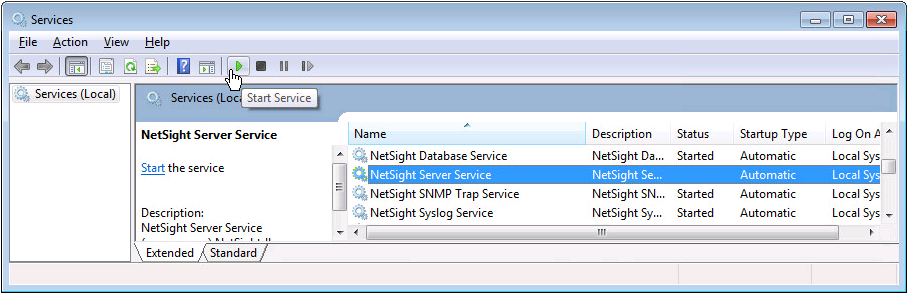 Services
File Action View Help
Services (Local)
Services (Loca
Start Service
NetSight Server Service
Start the service
Description:
NetSight Server Service
Name Description Status Startup Type Log On A
NetSight Database Service NetSight Da... Started Automatic Local Sys
NetSight Server Service NetSight Se... Automatic Local Sys
NetSight SNMP Trap Service NetSight SN... Started Automatic Local Sys
NetSight Syslog Service NetSight Sy... Started Automatic Local Sys
Extended Standard